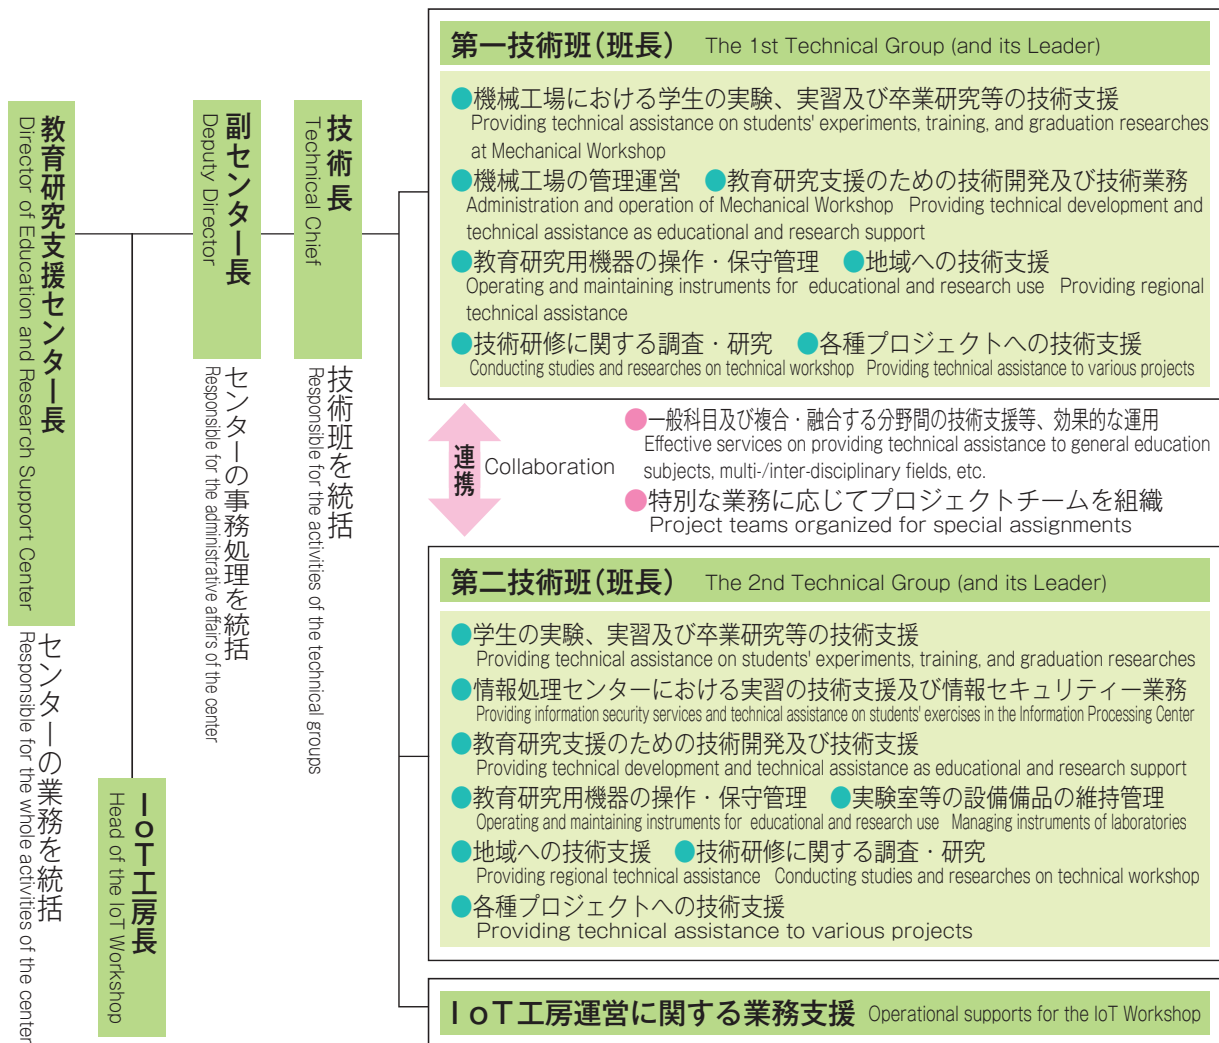 教育研究支援センター長
Director of Education and Research Support Center
センターの業務を統括
Responsible for the whole activities of the center
IoT工房長
Head of the IoT Workshop
副センター長
Deputy Director
センターの事務処理を統括
Responsible for the administrative affairs of the center
技術長
Technical Chief
技術班を統括
Responsible for the activities of the technical groups
第一技術班(班長) The 1st Technical Group (and its Leader)
●機械工場における学生の実験、実習及び卒業研究等の技術支援
Providing technical assistance on students' experiments, training, and graduation researches
at Mechanical Workshop
●機械工場の管理運営 ●教育研究支援のための技術開発及び技術業務
Administration and operation of Mechanical Workshop Providing technical development and
technical assistance as educational and research support
●教育研究用機器の操作・保守管理 ●地域への技術支援
Operating and maintaining instruments for educational and research use Providing regional
technical assistance
●技術研修に関する調査・研究 ●各種プロジェクトへの技術支援
Conducting studies and researches on technical workshop Providing technical assistance to various projects
連携 Collaboration
●一般科目及び複合・融合する分野間の技術支援等、効果的な運用
Effective services on providing technical assistance to general education
subjects, multi-/inter-disciplinary fields, etc.
●特別な業務に応じてプロジェクトチームを組織
Project teams organized for special assignments
第二技術班(班長) The 2nd Technical Group (and its Leader)
●学生の実験、実習及び卒業研究等の技術支援
Providing technical assistance on students' experiments, training, and graduation researches
●情報処理センターにおける実習の技術支援及び情報セキュリティー業務
Providing information security services and technical assistance on students' exercises in the Information Processing Center
●教育研究支援のための技術開発及び技術支援
Providing technical development and technical assistance as educational and research support
●教育研究用機器の操作・保守管理 ●実験室等の設備備品の維持管理
Operating and maintaining instruments for educational and research use Managing instruments of laboratories
●地域への技術支援 ●技術研修に関する調査・研究
Providing regional technical assistance Conducting studies and researches on technical workshop
●各種プロジェクトへの技術支援
Providing technical assistance to various projects
IoT工房運営に関する業務支援 Operational supports for the IoT Workshop